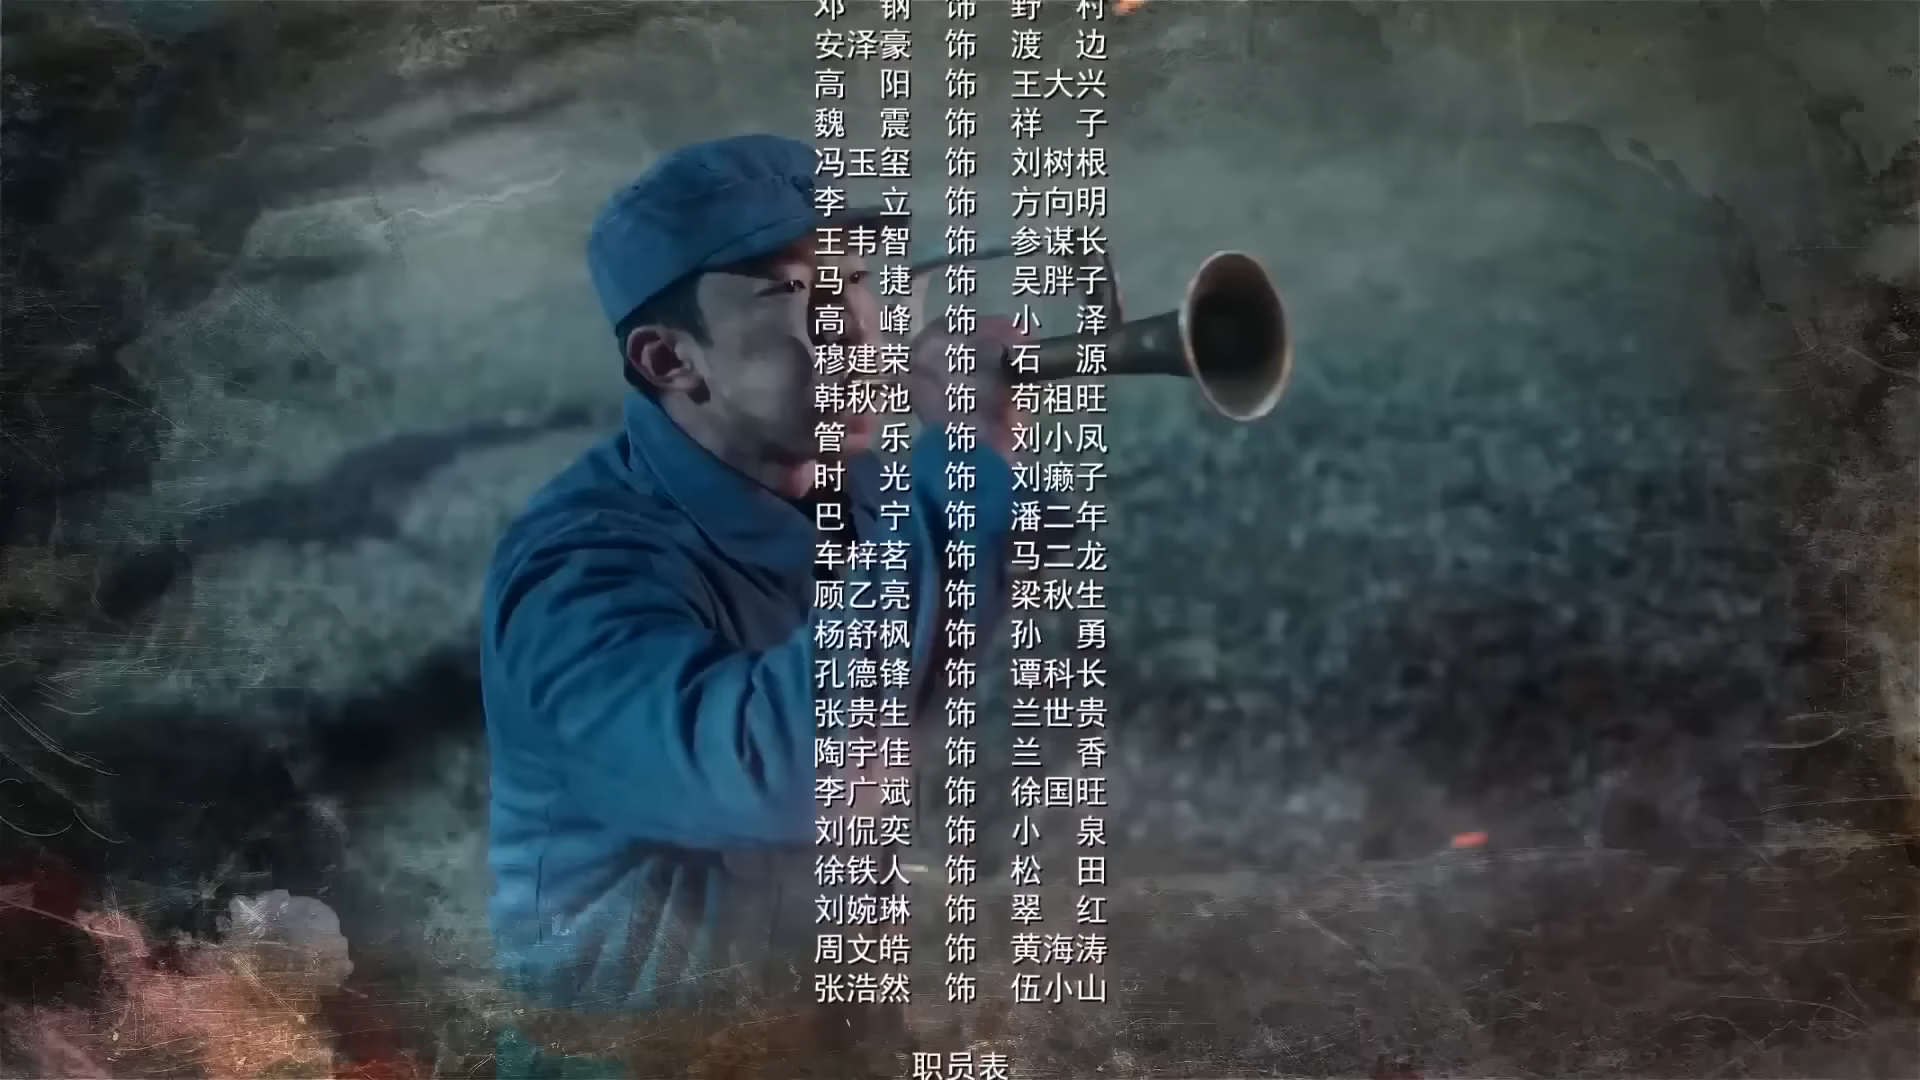 邓钢 饰 野村
安泽豪 饰 渡边
高阳 饰 王大兴
魏震 饰 祥子
冯玉玺 饰 刘树根
李立 饰 方向明
王韦智 饰 参谋长
马捷 饰 吴胖子
高峰 饰 小泽
穆建荣 饰 石源
韩秋池 饰 苟祖旺
管乐 饰 刘小凤
时光 饰 刘癞子
巴宁 饰 潘二年
车梓茗 饰 马二龙
顾乙亮 饰 梁秋生
杨舒枫 饰 孙勇
孔德锋 饰 谭科长
张贵生 饰 兰世贵
陶宇佳 饰 兰香
李广斌 饰 徐国旺
刘侃奕 饰 小泉
徐铁人 饰 松田
刘婉琳 饰 翠红
周文皓 饰 黄海涛
张浩然 饰 伍小山
职员表